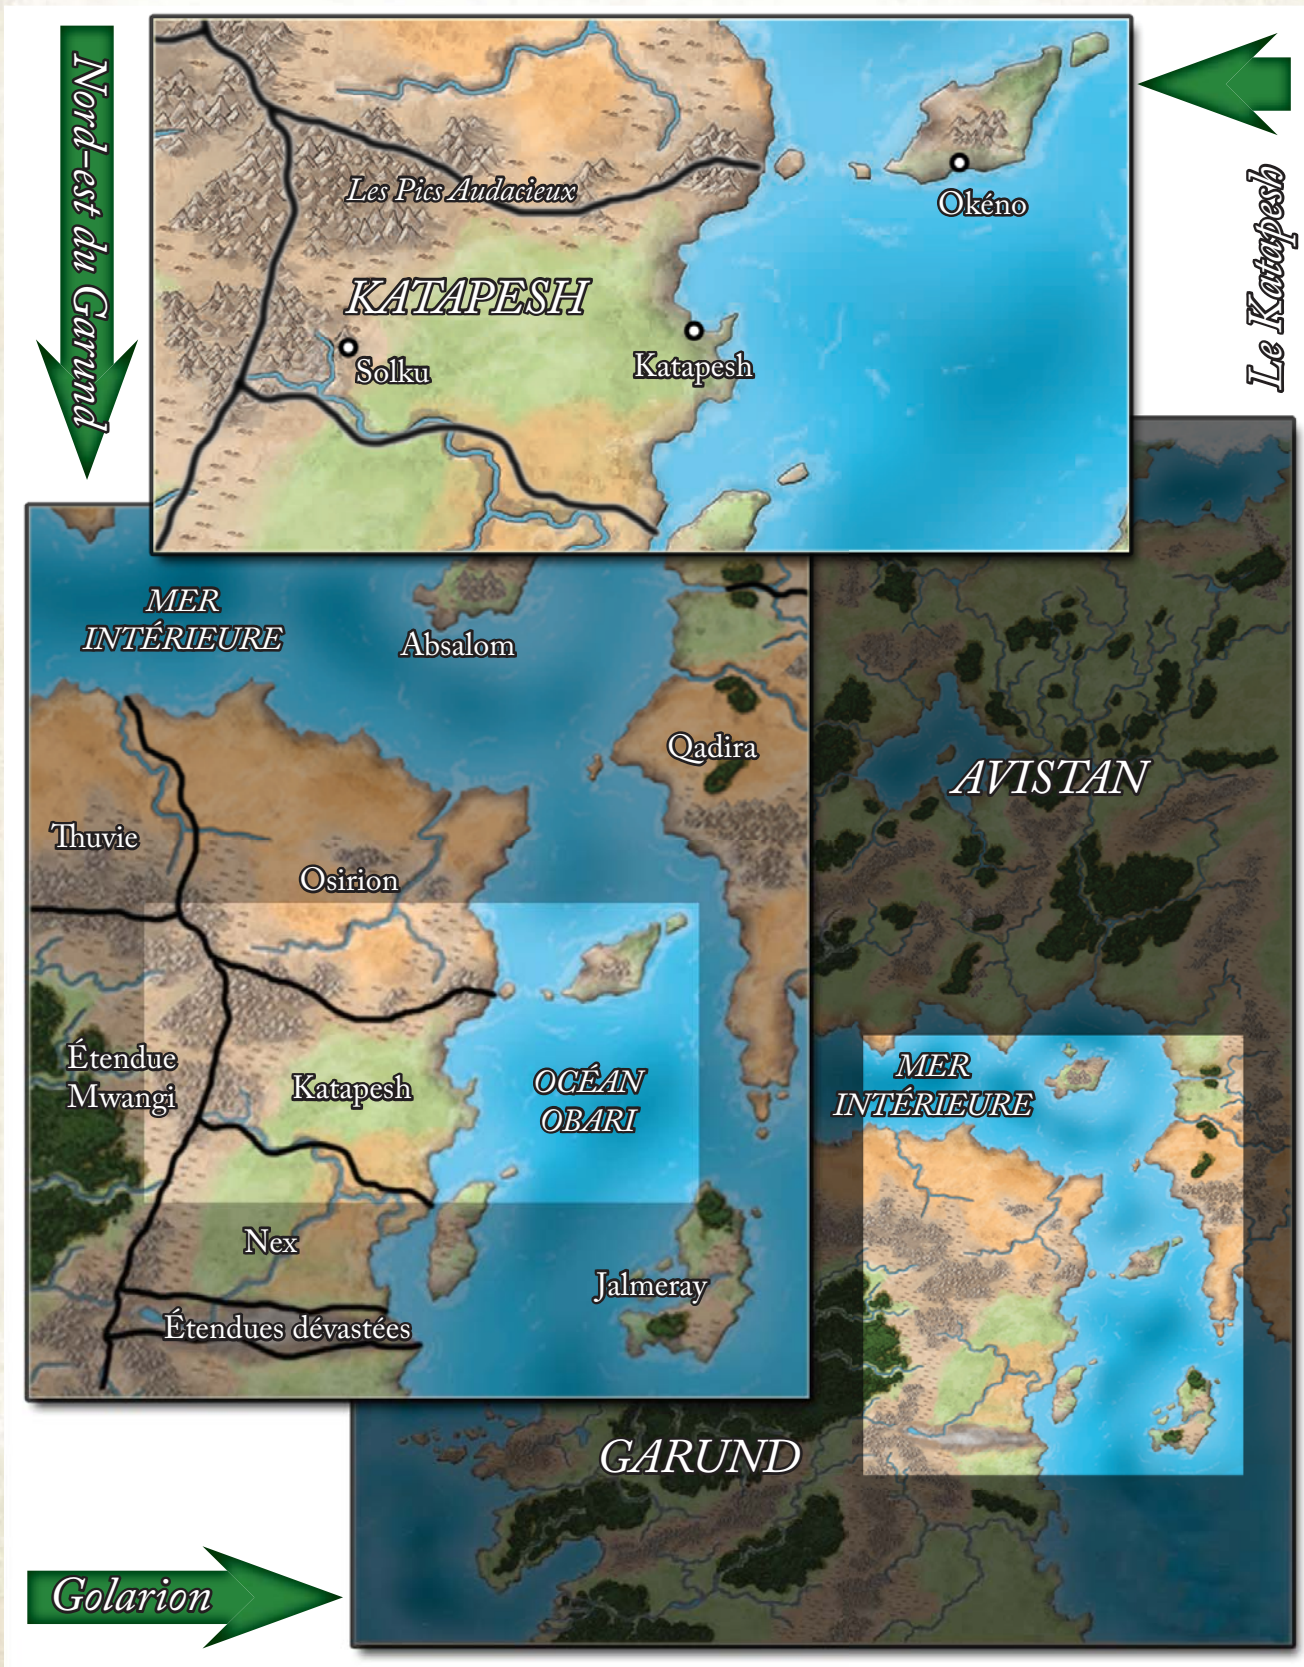 Nord-est du Garund
Le Katapesh
Les Pics Audacieux
Okéno
KATAPESH
Solku
Katapesh
MER
INTÉRIEURE
Absalom
Qadira
Thuvie
Osirion
Étendue
Mwangi
Katapesh
OCÉAN
OBARI
Nex
Jalmeray
Étendues dévastées
AVISTAN
MER
INTÉRIEURE
GARUND
Golarion